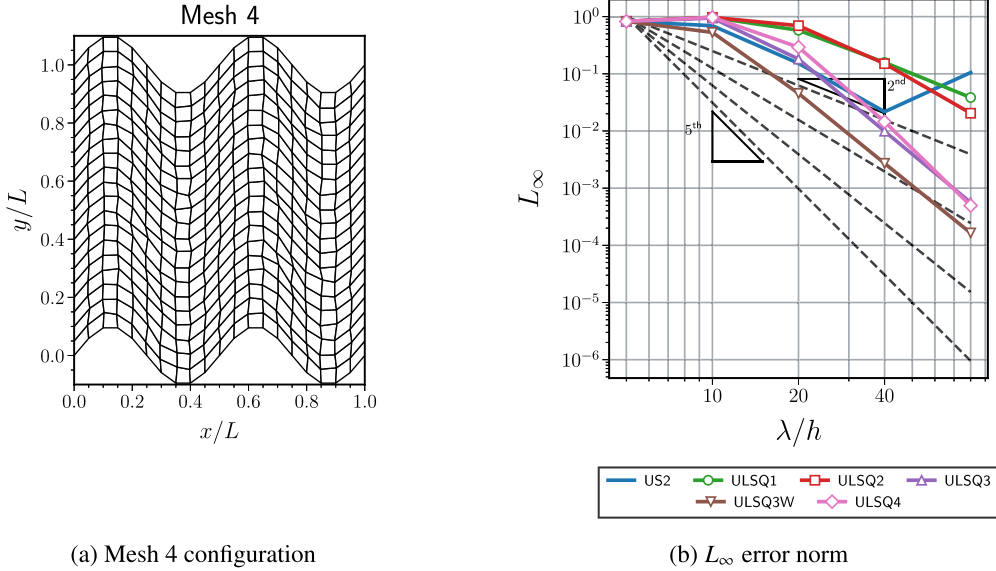 Mesh 4
1.0
0.8
0.6
0.4
0.2
0.0
y/L
0.0 0.2 0.4 0.6 0.8 1.0
x/L
10⁰
10⁻¹
10⁻²
10⁻³
10⁻⁴
10⁻⁵
10⁻⁶
L∞
2nd
5th
10 20 40
λ/h
US2 ULSQ1 ULSQ2 ULSQ3
ULSQ3W ULSQ4
(a) Mesh 4 configuration
(b) L∞ error norm